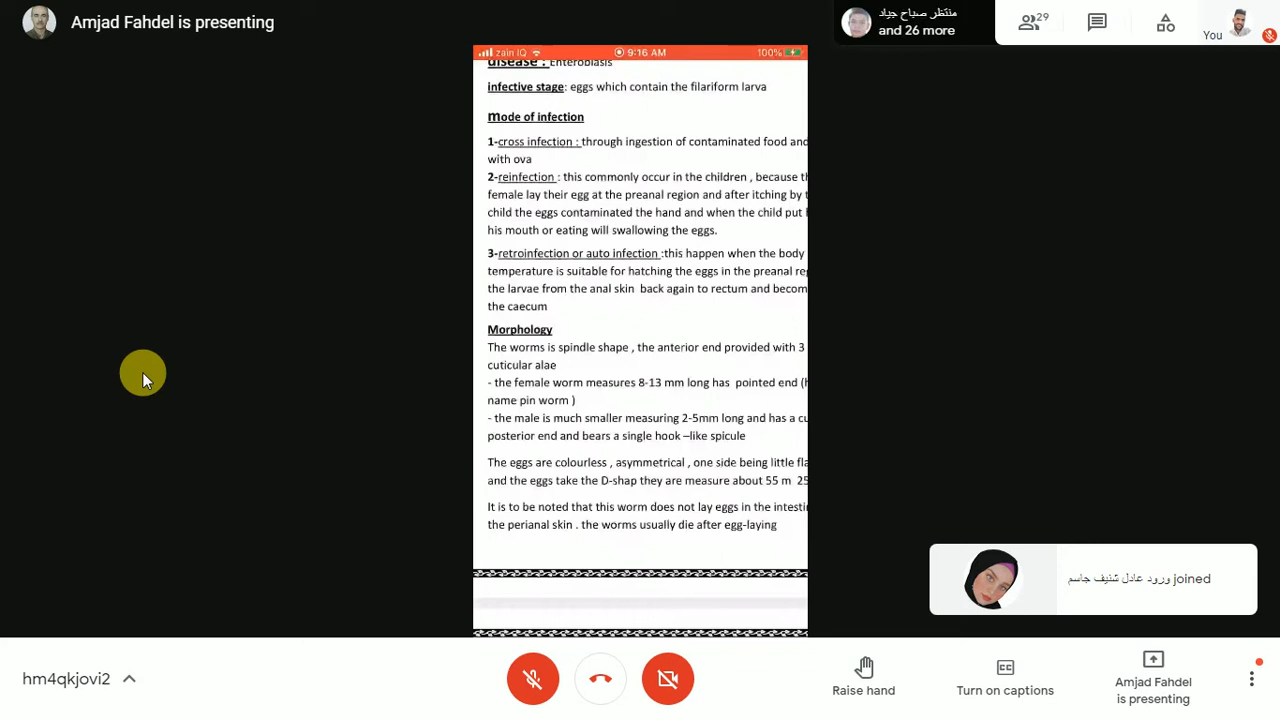 Amjad Fahdel is presenting
منتظر صباح جياد
and 26 more
29
You
zain IQ 9:16 AM 100%
disease : Enterobiasis
infective stage: eggs which contain the filariform larva
mode of infection
1-cross infection : through ingestion of contaminated food and
with ova
2-reinfection : this commonly occur in the children , because th
female lay their egg at the preanal region and after itching by t
child the eggs contaminated the hand and when the child put h
his mouth or eating will swallowing the eggs.
3-retroinfection or auto infection :this happen when the body
temperature is suitable for hatching the eggs in the preanal reg
the larvae from the anal skin back again to rectum and becom
the caecum
Morphology
The worms is spindle shape , the anterior end provided with 3
cuticular alae
- the female worm measures 8-13 mm long has pointed end (h
name pin worm )
- the male is much smaller measuring 2-5mm long and has a cu
posterior end and bears a single hook –like spicule
The eggs are colourless , asymmetrical , one side being little fla
and the eggs take the D-shap they are measure about 55 m 25
It is to be noted that this worm does not lay eggs in the intesti
the perianal skin . the worms usually die after egg-laying
ورود عادل شنيف جاسم joined
hm4qkjovi2
Raise hand
Turn on captions
Amjad Fahdel
is presenting